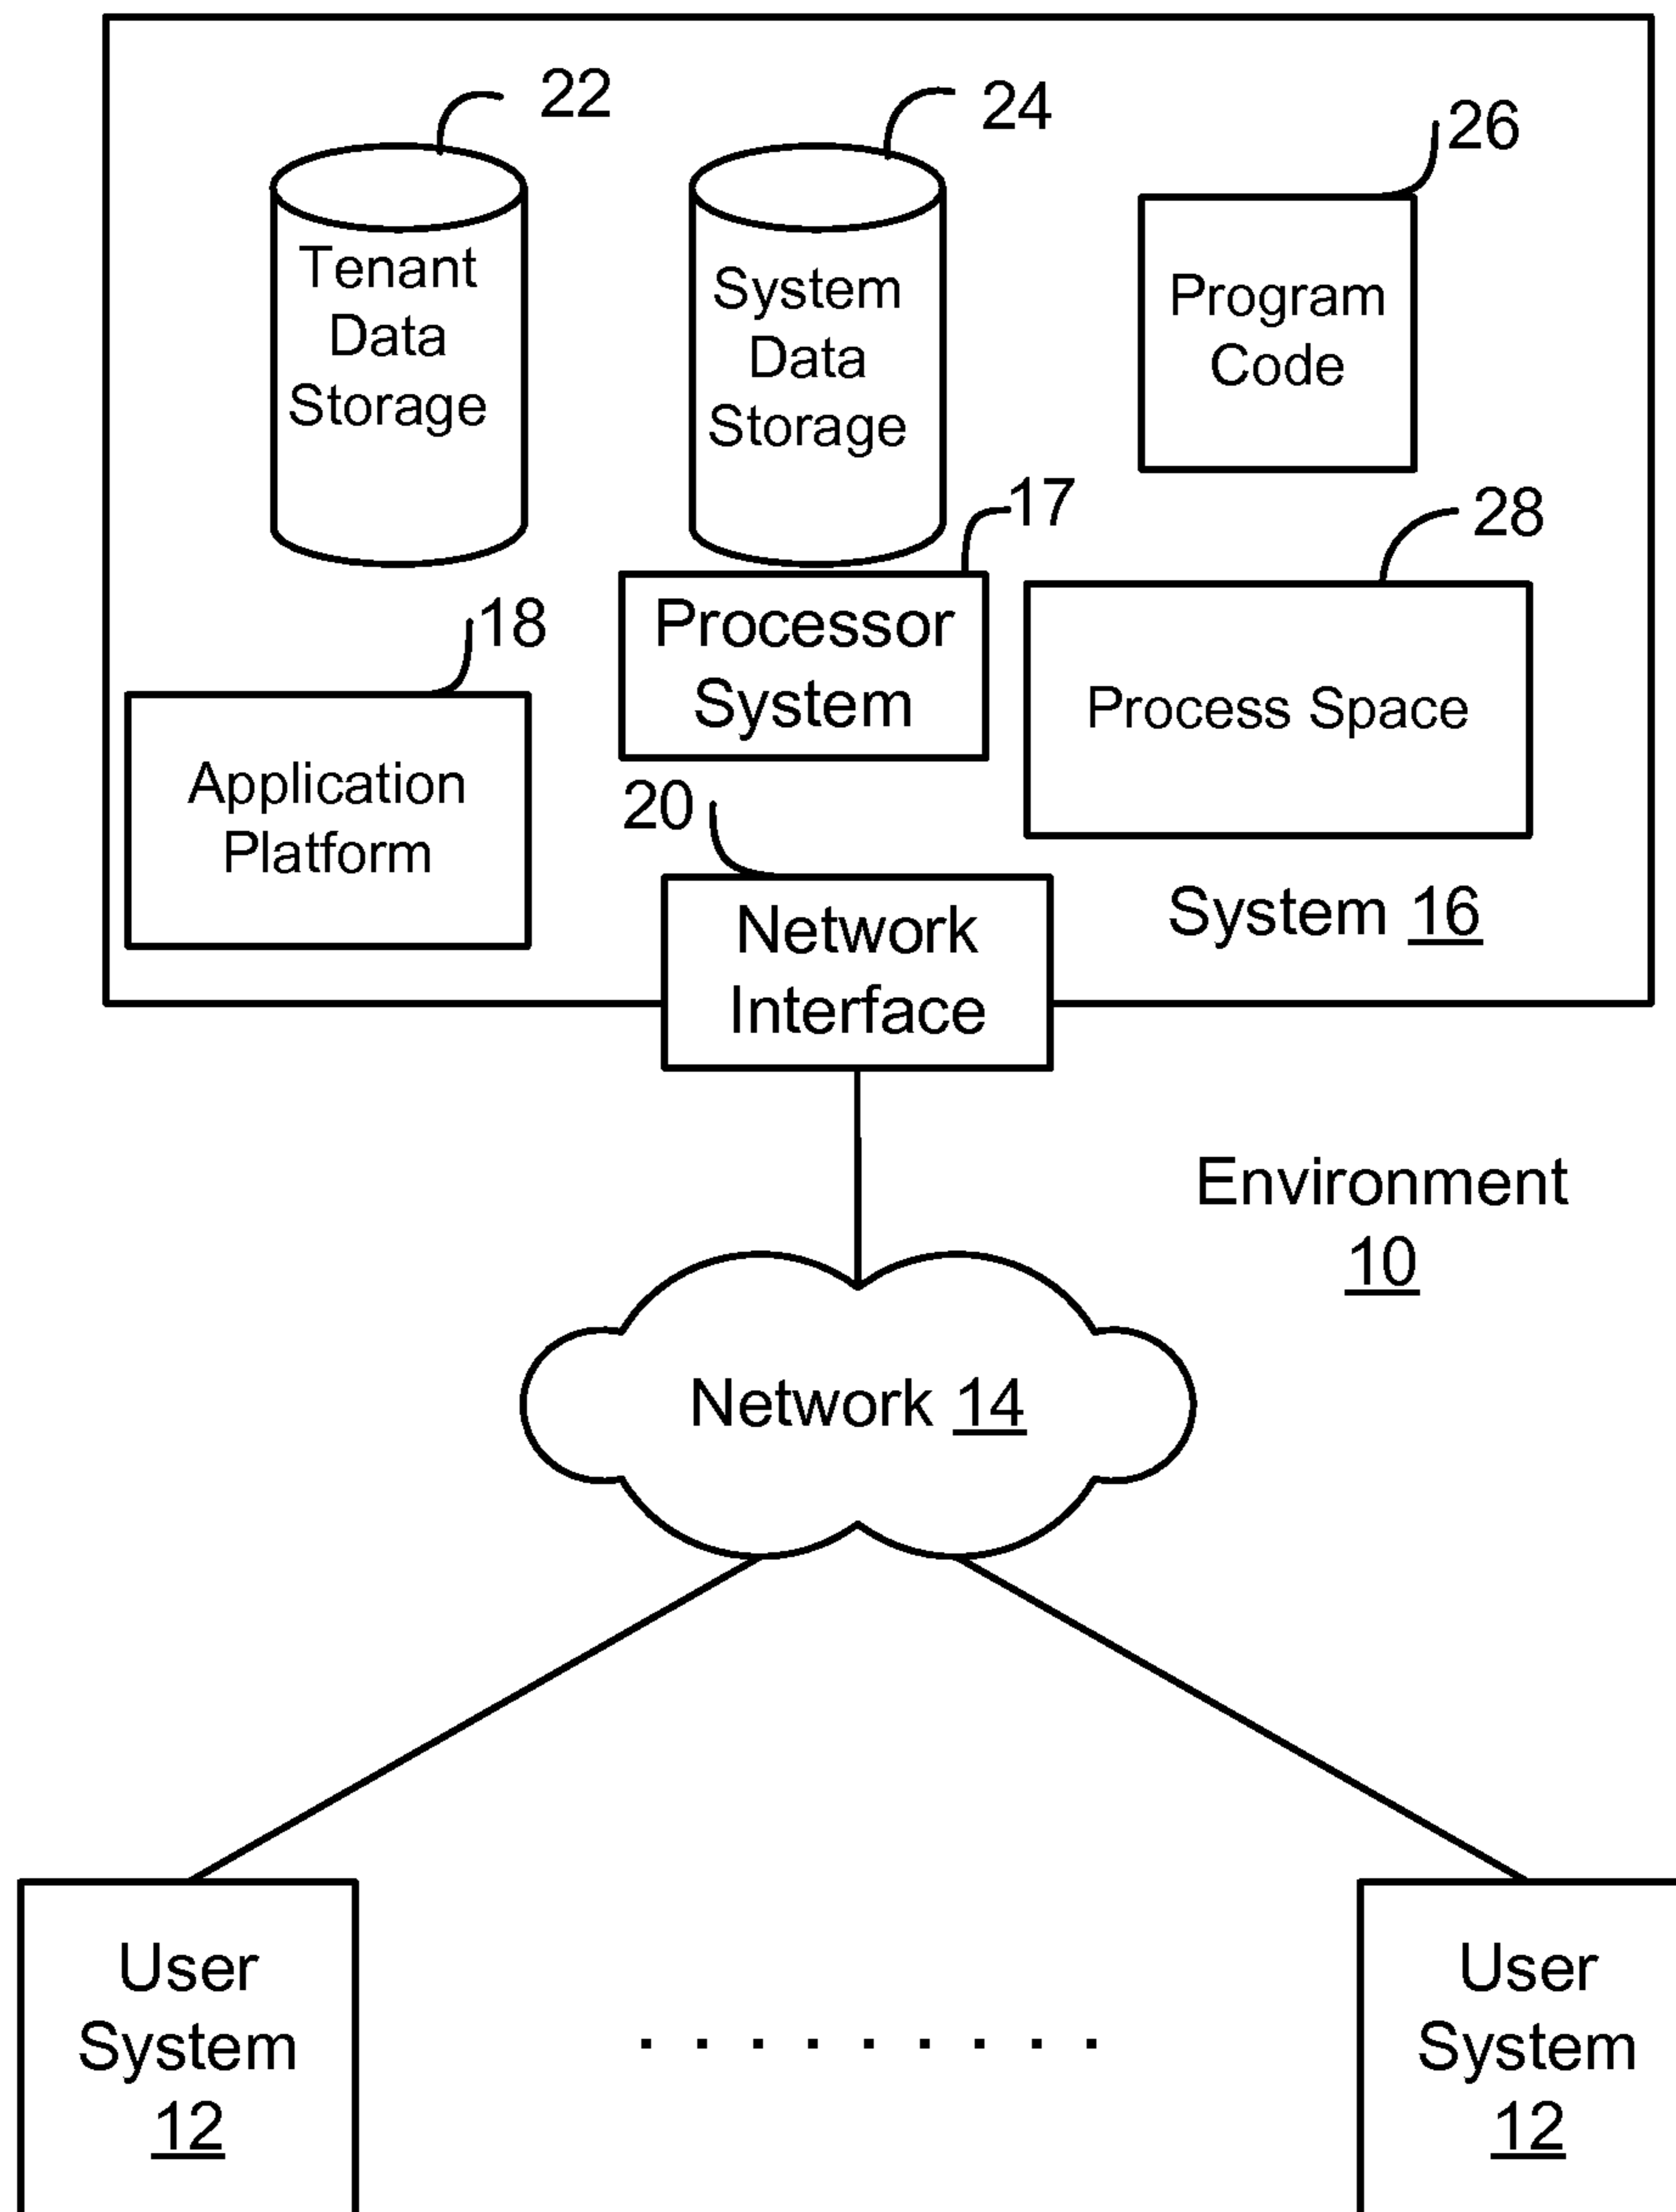 22
24
26
Tenant
Data
Storage
System
Data
Storage
Program
Code
17
28
18
Processor
System
Process Space
Application
Platform
20
Network
Interface
System 16
Environment
10
Network 14
User
System
12
. . . . . . . . .
User
System
12